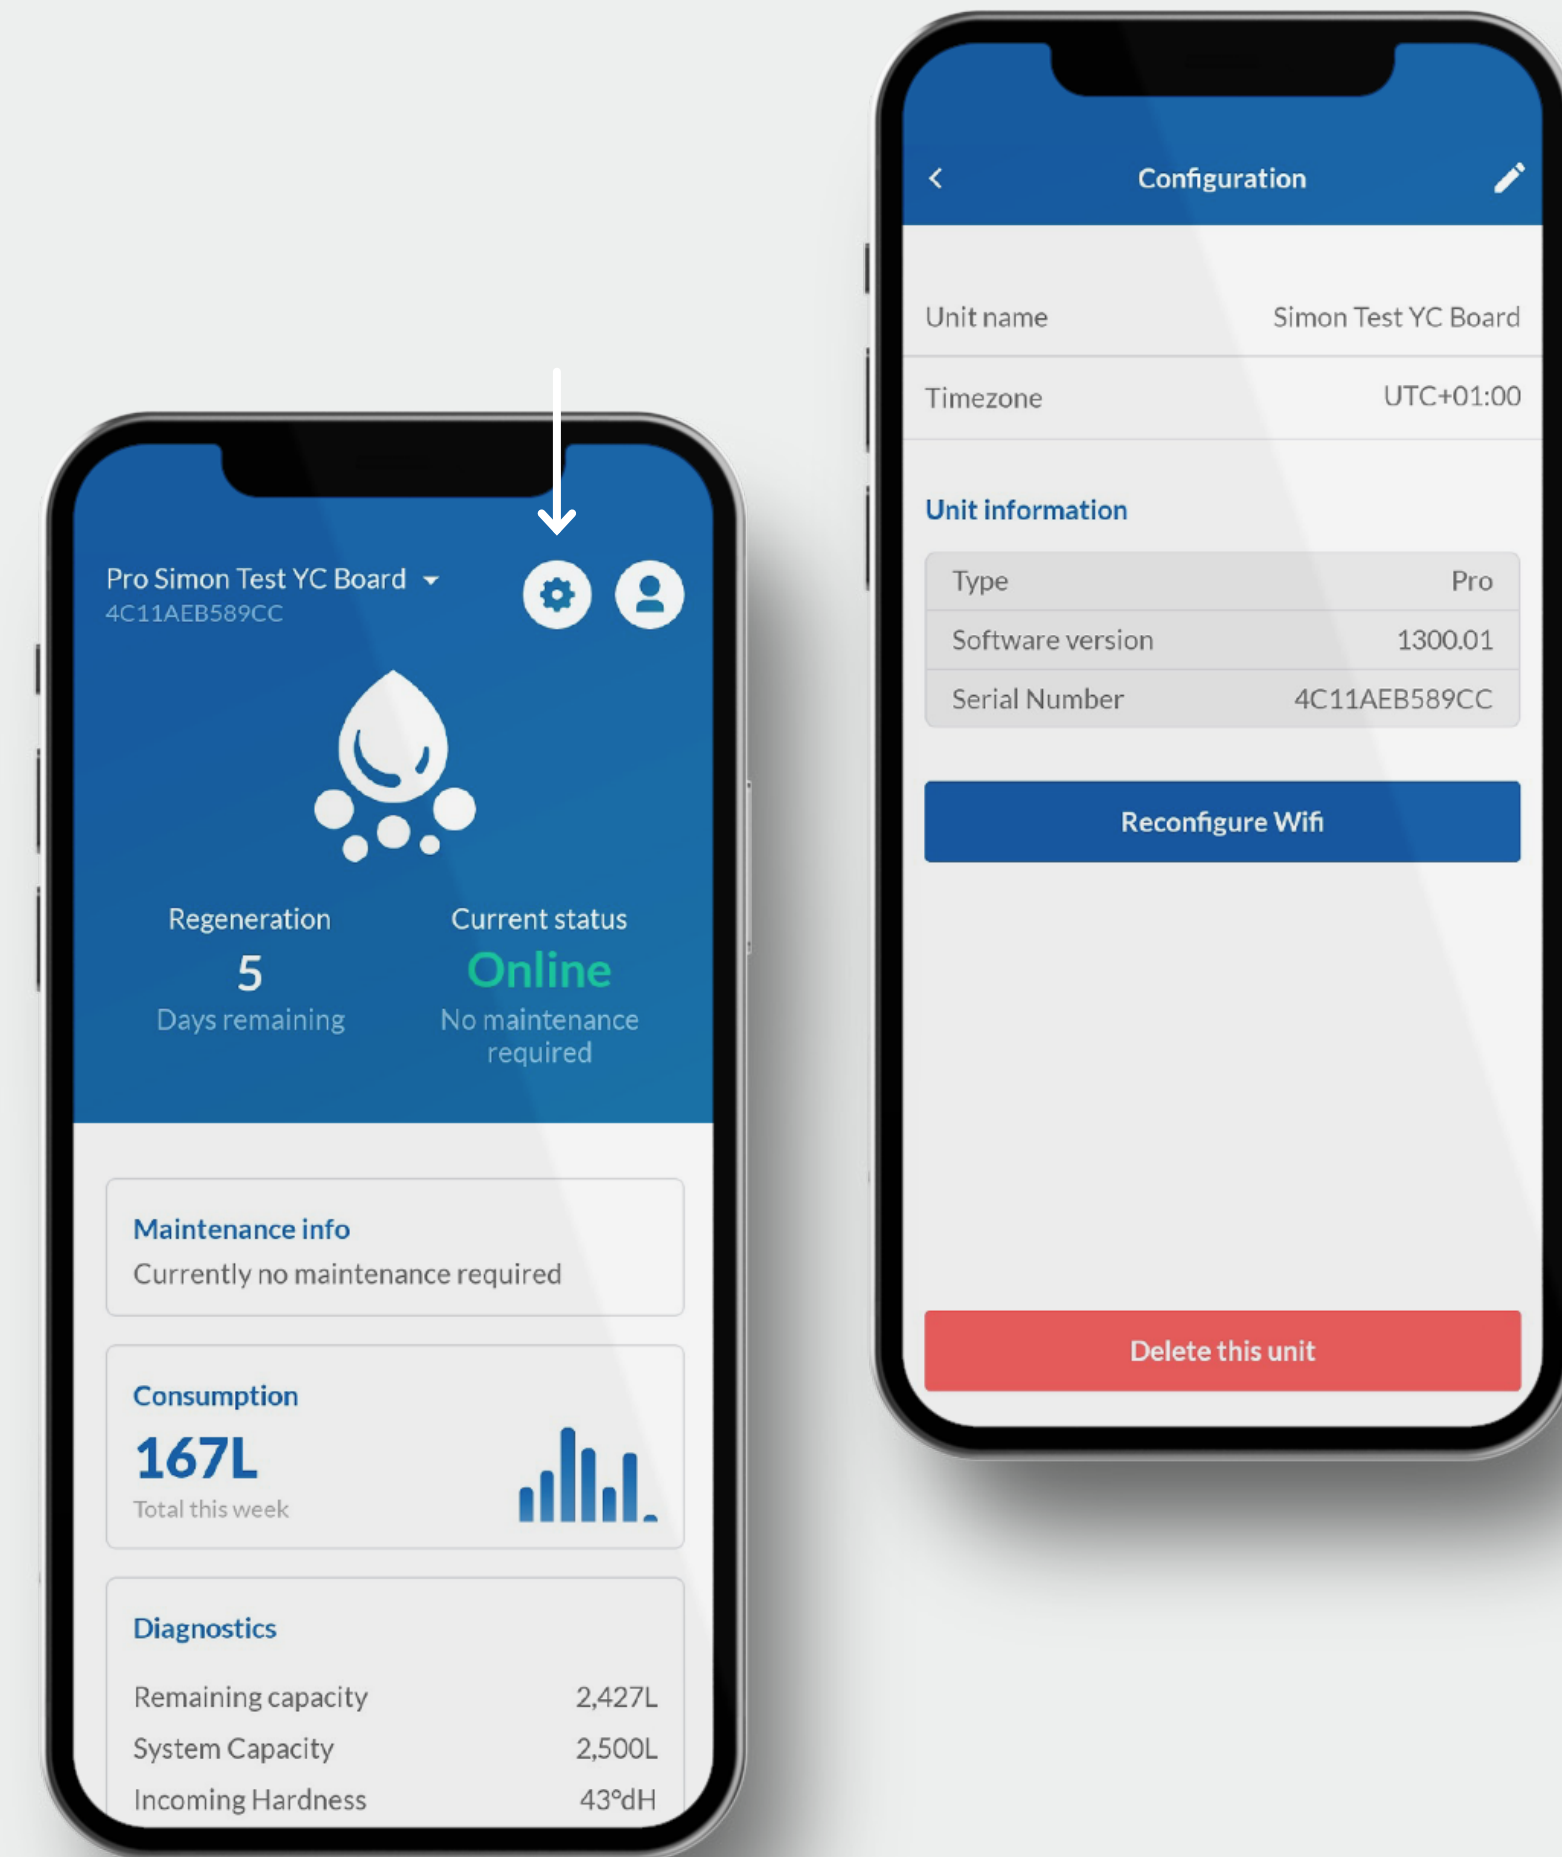 Pro Simon Test YC Board
4C11AEB589CC
Regeneration
5
Days remaining
Current status
Online
No maintenance
required
Maintenance info
Currently no maintenance required
Consumption
167L
Total this week
Diagnostics
Remaining capacity 2,427L
System Capacity 2,500L
Incoming Hardness 43°dH
Configuration
Unit name Simon Test YC Board
Timezone UTC+01:00
Unit information
Type Pro
Software version 1300.01
Serial Number 4C11AEB589CC
Reconfigure Wifi
Delete this unit